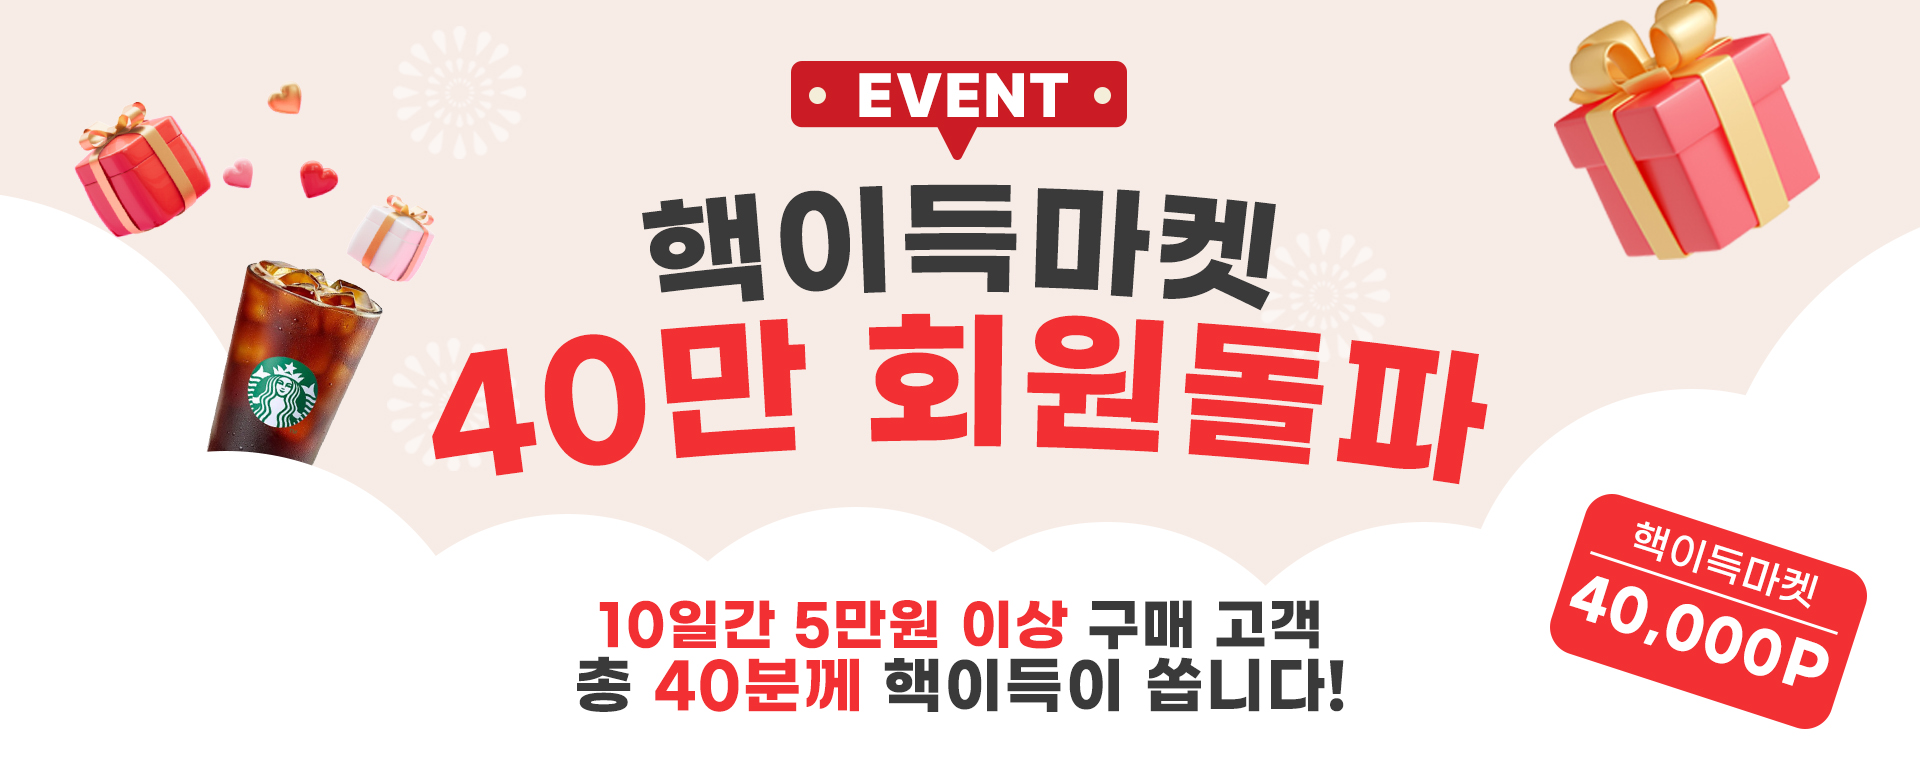 EVENT
핵이득마켓
40만 회원돌파
10일간 5만원 이상 구매 고객
총 40분께 핵이득이 쏩니다!
핵이득마켓
40,000P